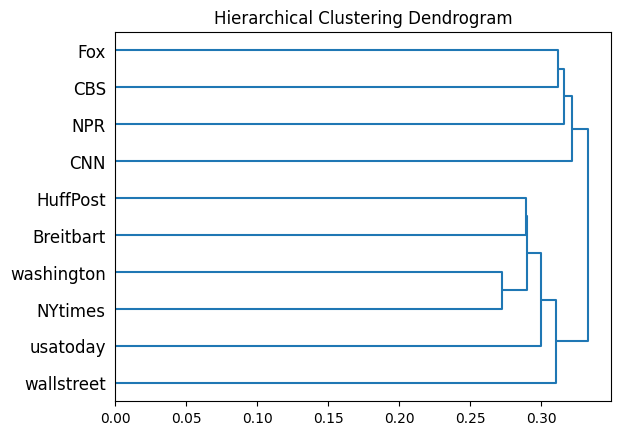 Hierarchical Clustering Dendrogram
Fox
CBS
NPR
CNN
HuffPost
Breitbart
washington
NYtimes
usatoday
wallstreet
0.00 0.05 0.10 0.15 0.20 0.25 0.30